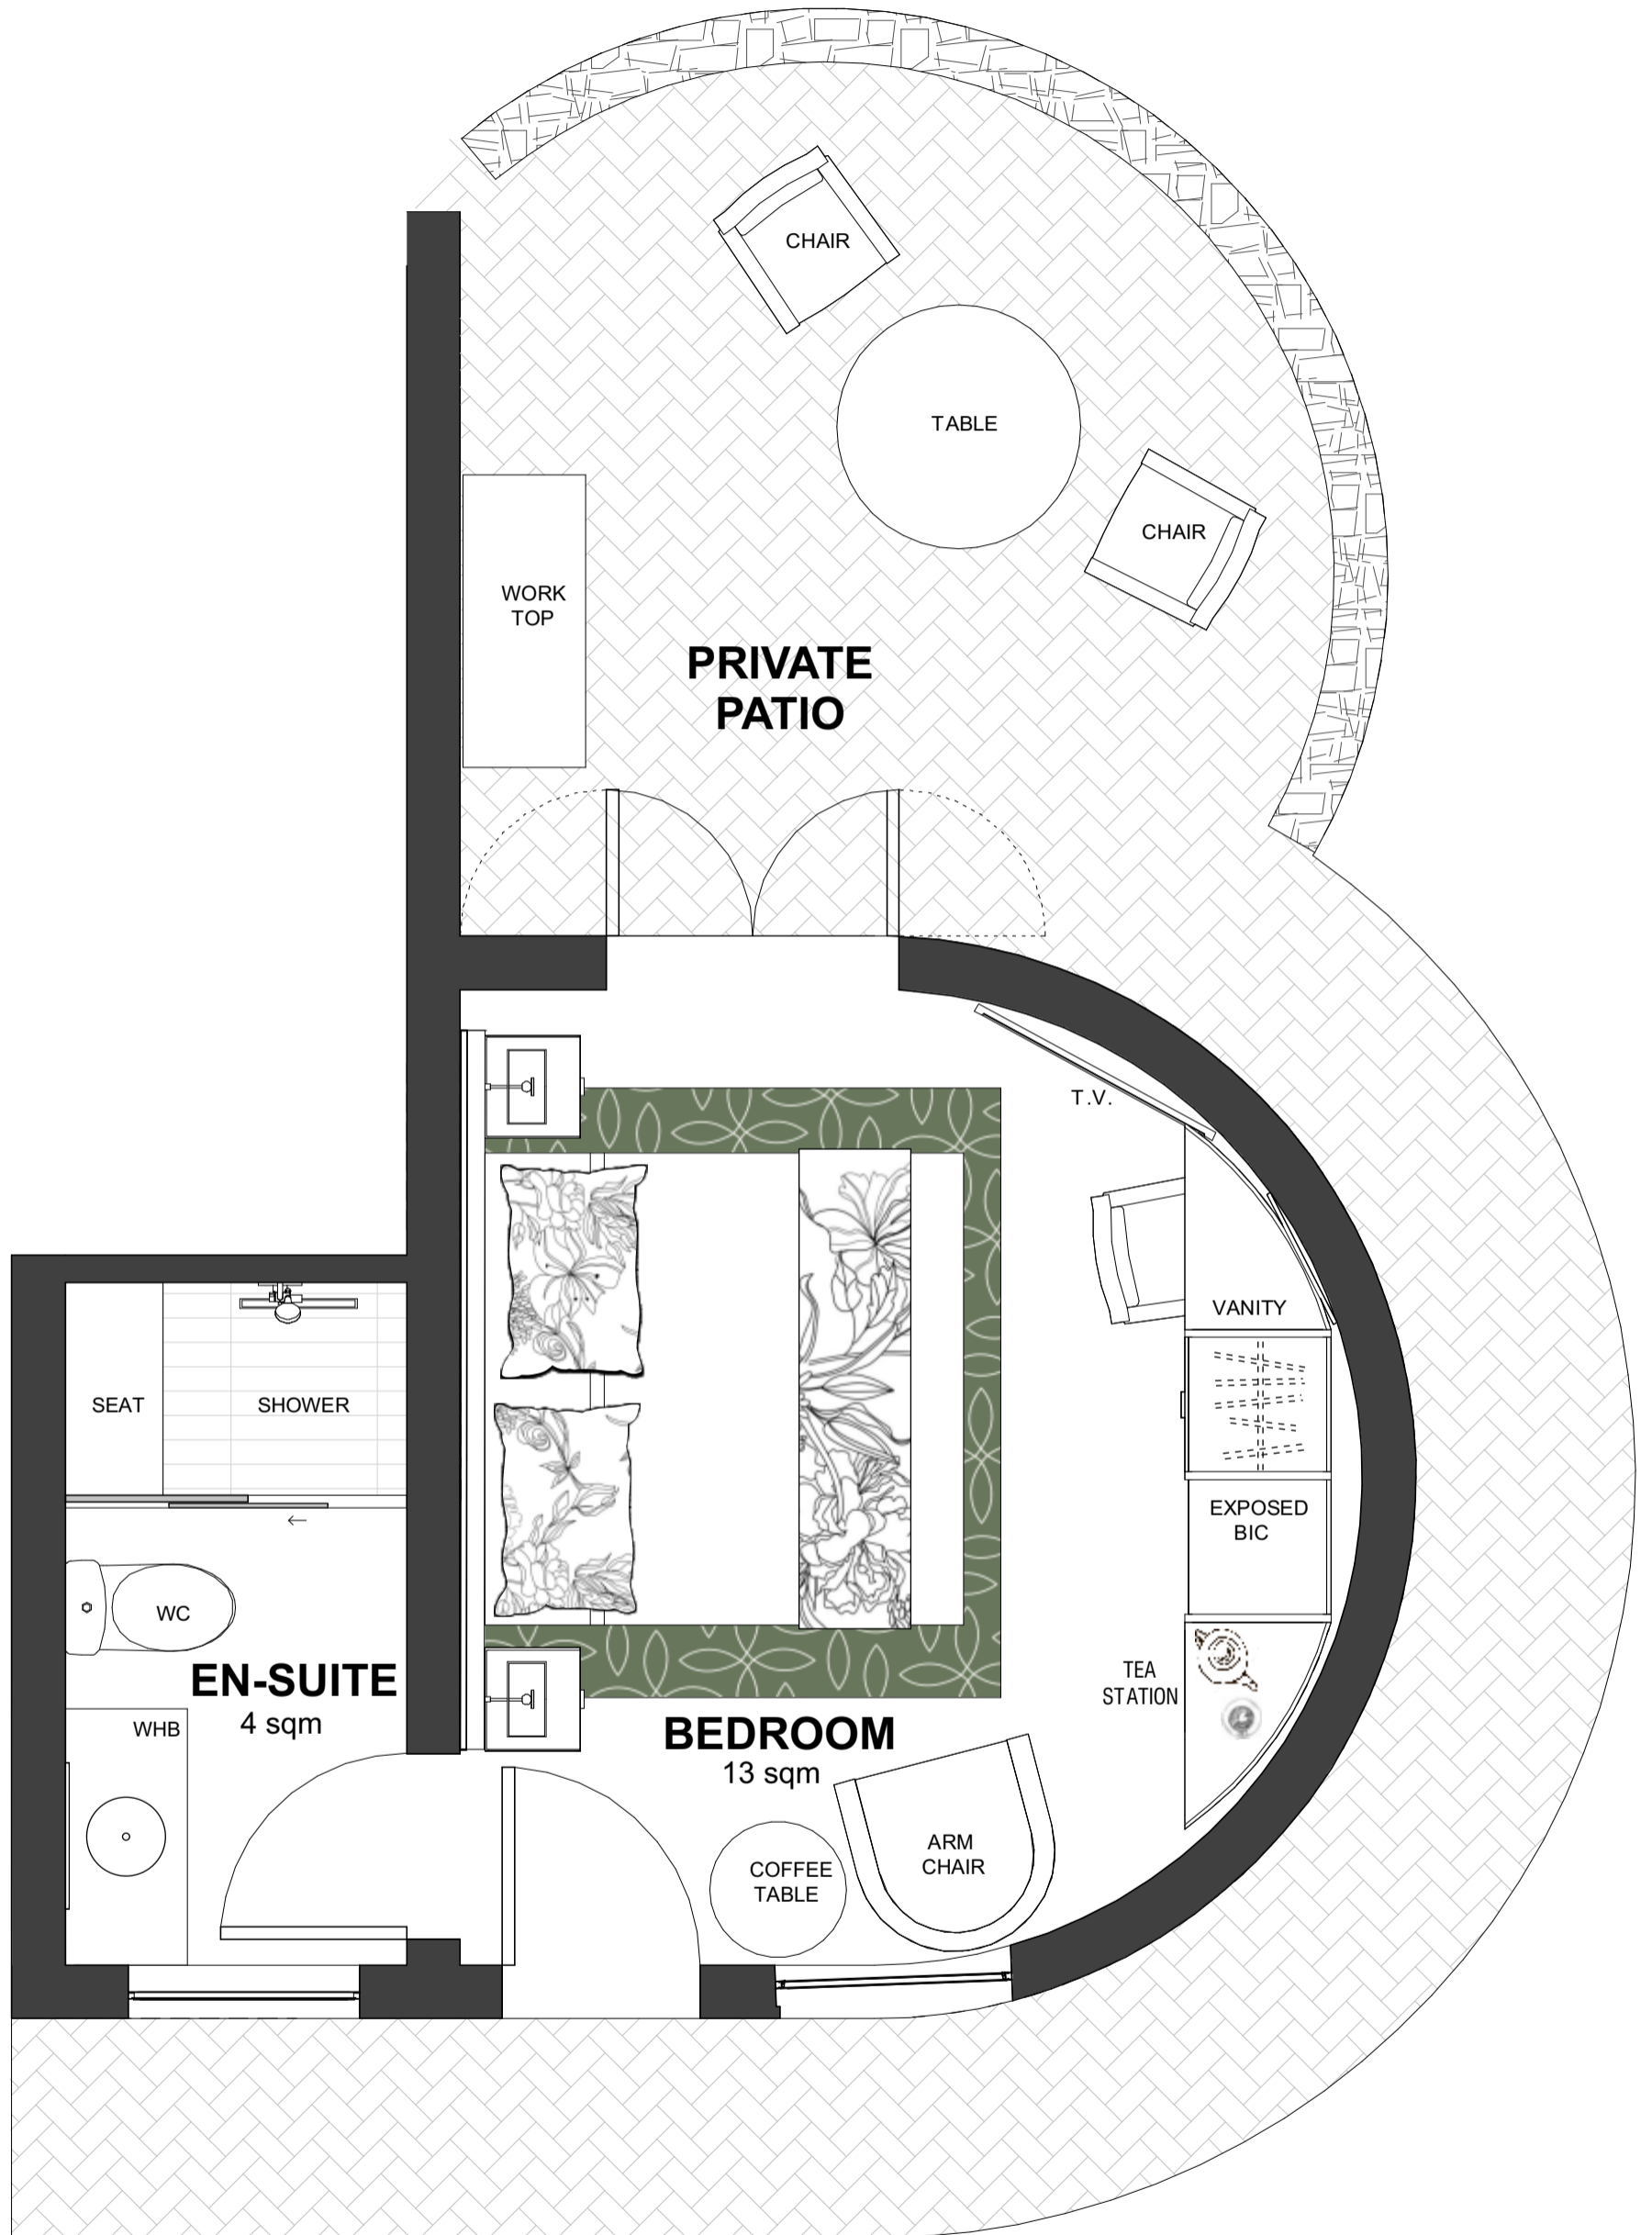 CHAIR
TABLE
CHAIR
WORK
TOP
PRIVATE
PATIO
T.V.
VANITY
SEAT
SHOWER
EXPOSED
BIC
WC
EN-SUITE
4 sqm
WHB
TEA
STATION
BEDROOM
13 sqm
ARM
CHAIR
COFFEE
TABLE